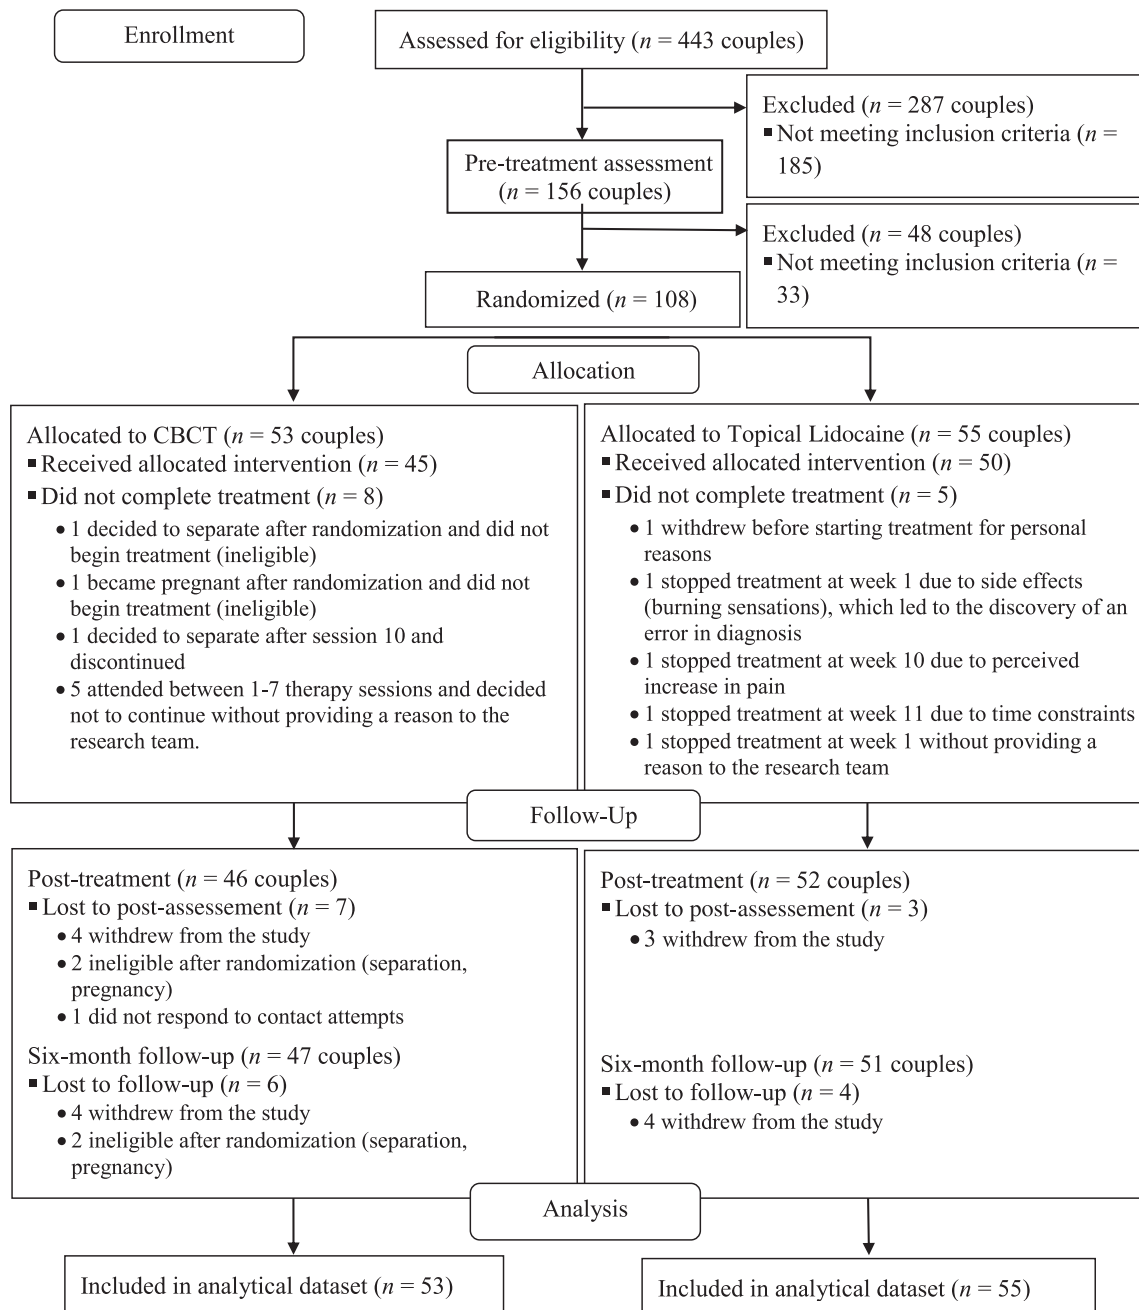 Enrollment
Assessed for eligibility (n = 443 couples)
Excluded (n = 287 couples)
▪ Not meeting inclusion criteria (n =
185)
Pre-treatment assessment
(n = 156 couples)
Excluded (n = 48 couples)
▪ Not meeting inclusion criteria (n =
33)
Randomized (n = 108)
Allocation
Allocated to CBCT (n = 53 couples)
▪ Received allocated intervention (n = 45)
▪ Did not complete treatment (n = 8)
• 1 decided to separate after randomization and did not
begin treatment (ineligible)
• 1 became pregnant after randomization and did not
begin treatment (ineligible)
• 1 decided to separate after session 10 and
discontinued
• 5 attended between 1-7 therapy sessions and decided
not to continue without providing a reason to the
research team.
Allocated to Topical Lidocaine (n = 55 couples)
▪ Received allocated intervention (n = 50)
▪ Did not complete treatment (n = 5)
• 1 withdrew before starting treatment for personal
reasons
• 1 stopped treatment at week 1 due to side effects
(burning sensations), which led to the discovery of an
error in diagnosis
• 1 stopped treatment at week 10 due to perceived
increase in pain
• 1 stopped treatment at week 11 due to time constraints
• 1 stopped treatment at week 1 without providing a
reason to the research team
Follow-Up
Post-treatment (n = 46 couples)
▪ Lost to post-assessement (n = 7)
• 4 withdrew from the study
• 2 ineligible after randomization (separation,
pregnancy)
• 1 did not respond to contact attempts
Six-month follow-up (n = 47 couples)
▪ Lost to follow-up (n = 6)
• 4 withdrew from the study
• 2 ineligible after randomization (separation,
pregnancy)
Post-treatment (n = 52 couples)
▪ Lost to post-assessement (n = 3)
• 3 withdrew from the study
Six-month follow-up (n = 51 couples)
▪ Lost to follow-up (n = 4)
• 4 withdrew from the study
Analysis
Included in analytical dataset (n = 53)
Included in analytical dataset (n = 55)